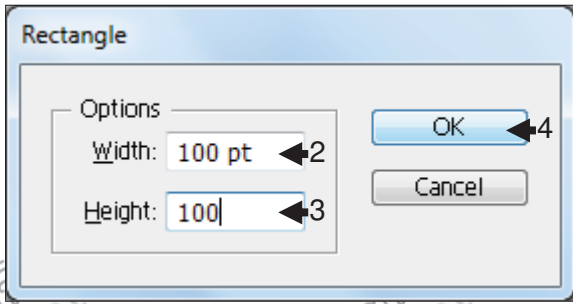 Rectangle
Options
Width: 100 pt 2
Height: 100 3
OK 4
Cancel